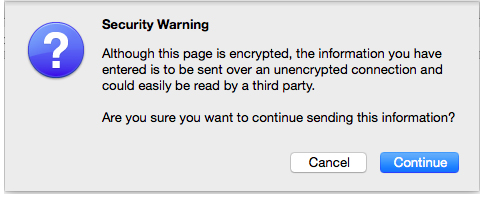 Security Warning
Although this page is encrypted, the information you have
entered is to be sent over an unencrypted connection and
could easily be read by a third party.
Are you sure you want to continue sending this information?
Cancel
Continue